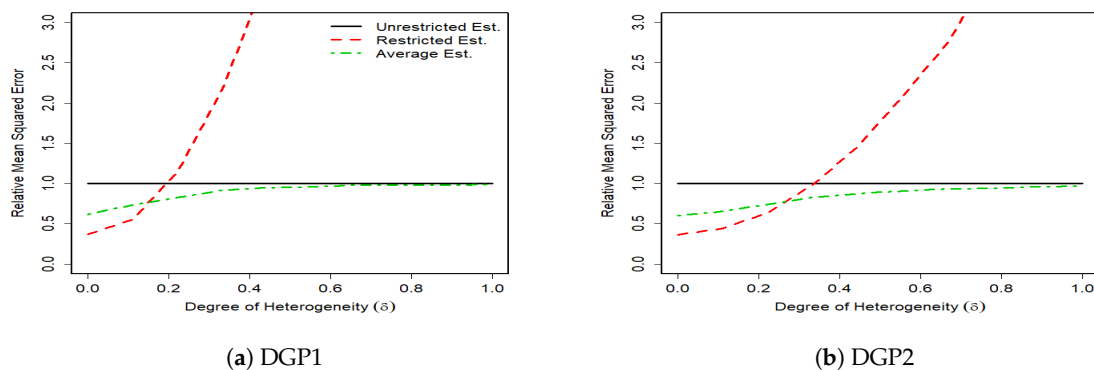 Relative Mean Squared Error
3.0
2.5
2.0
1.5
1.0
0.5
0.0
Unrestricted Est.
Restricted Est.
Average Est.
0.0 0.2 0.4 0.6 0.8 1.0
Degree of Heterogeneity (δ)
(a) DGP1
Relative Mean Squared Error
3.0
2.5
2.0
1.5
1.0
0.5
0.0
0.0 0.2 0.4 0.6 0.8 1.0
Degree of Heterogeneity (δ)
(b) DGP2